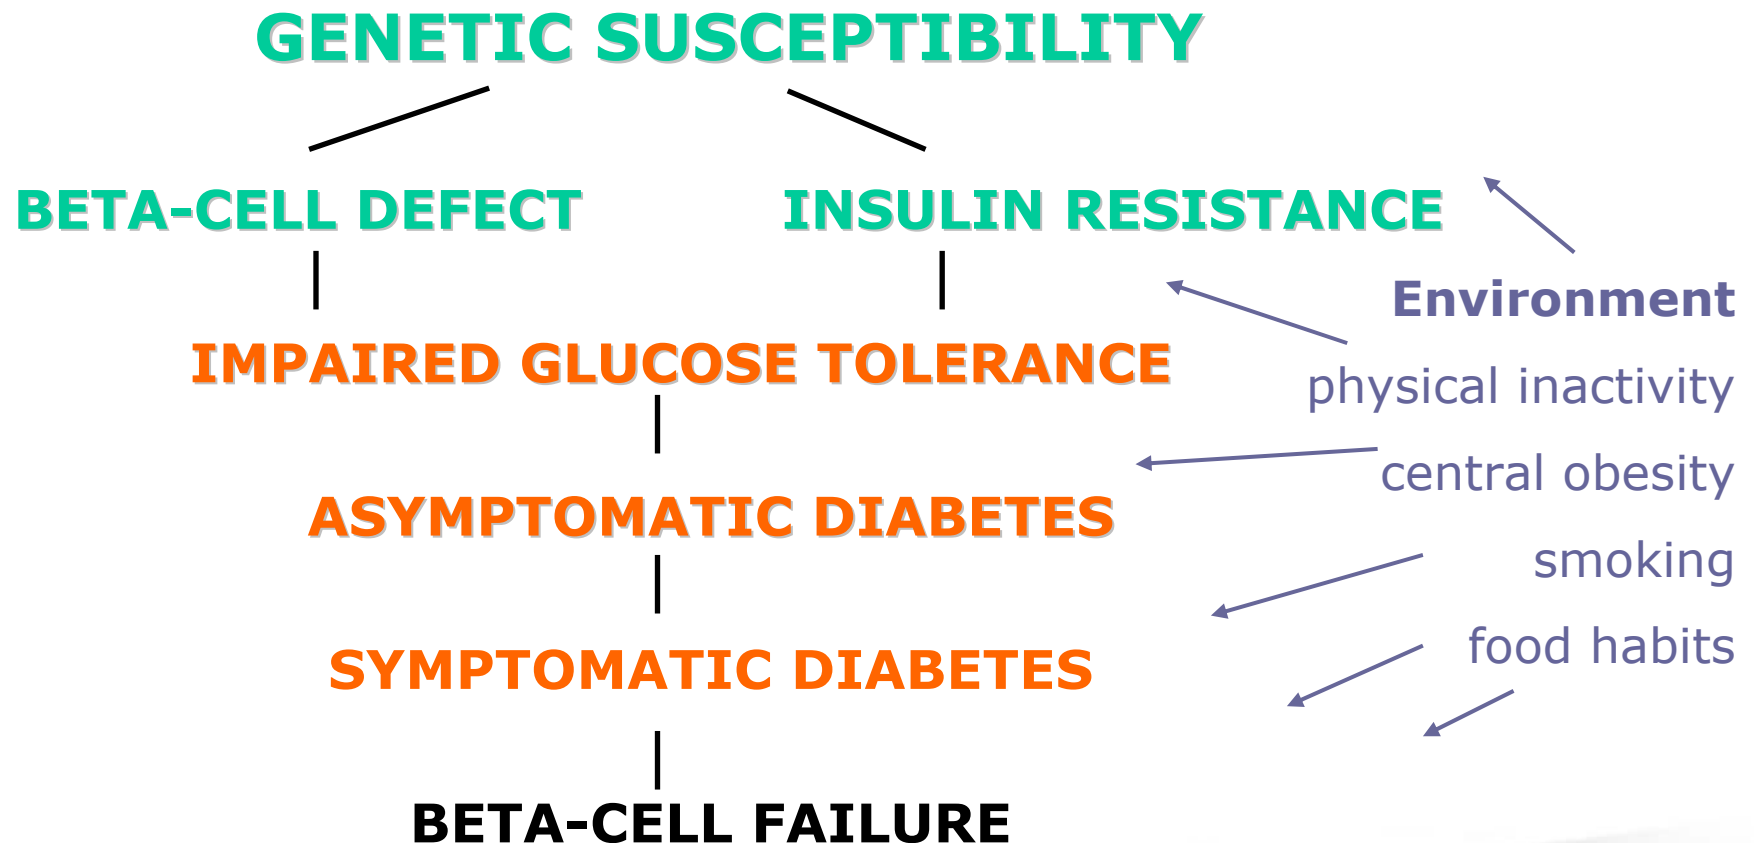 GENETIC SUSCEPTIBILITY
BETA-CELL DEFECT
INSULIN RESISTANCE
Environment
IMPAIRED GLUCOSE TOLERANCE
physical inactivity
central obesity
ASYMPTOMATIC DIABETES
smoking
food habits
SYMPTOMATIC DIABETES
BETA-CELL FAILURE